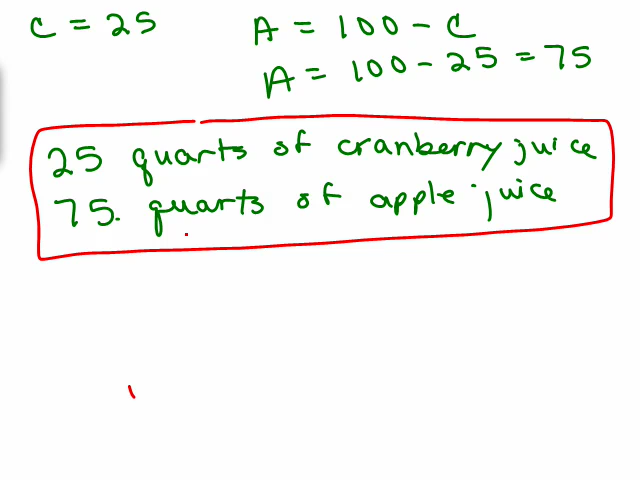 C = 25
A = 100 - C
A = 100 - 25 = 75
25 quarts of cranberry juice
75. quarts of apple juice